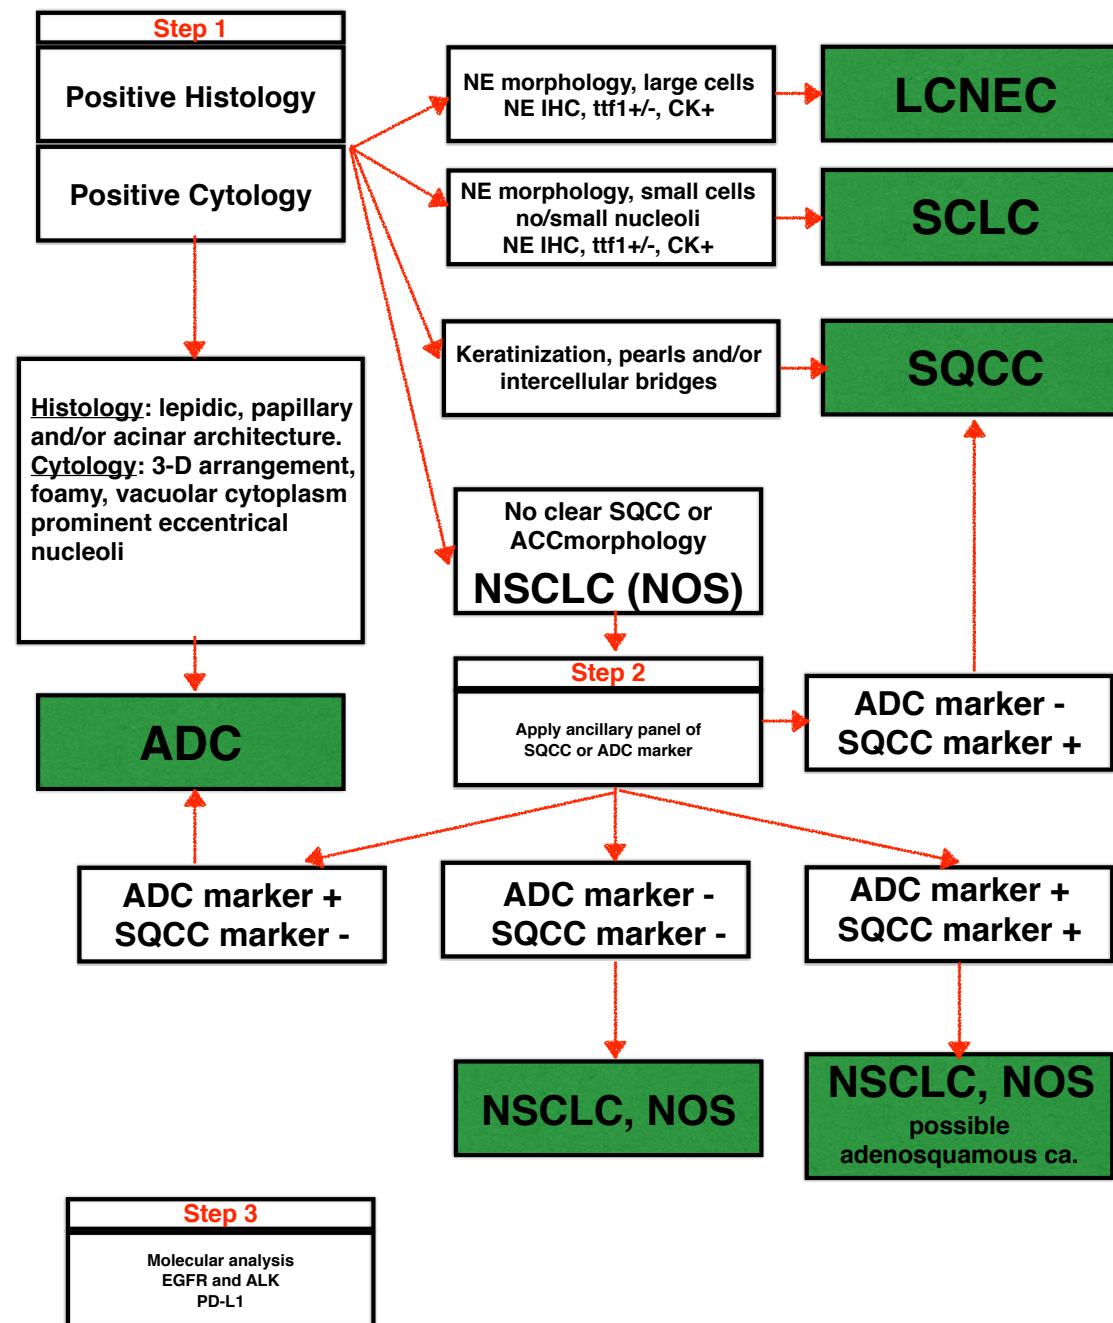 Step 1
Positive Histology
Positive Cytology
NE morphology, large cells
NE IHC, ttf1+/-, CK+
LCNEC
NE morphology, small cells
no/small nucleoli
NE IHC, ttf1+/-, CK+
SCLC
Keratinization, pearls and/or
intercellular bridges
SQCC
Histology: lepidic, papillary
and/or acinar architecture.
Cytology: 3-D arrangement,
foamy, vacuolar cytoplasm
prominent eccentrical
nucleoli
No clear SQCC or
ACCmorphology
NSCLC (NOS)
Step 2
Apply ancillary panel of
SQCC or ADC marker
ADC marker -
SQCC marker +
ADC
ADC marker +
SQCC marker -
ADC marker -
SQCC marker -
ADC marker +
SQCC marker +
NSCLC, NOS
NSCLC, NOS
possible
adenosquamous ca.
Step 3
Molecular analysis
EGFR and ALK
PD-L1